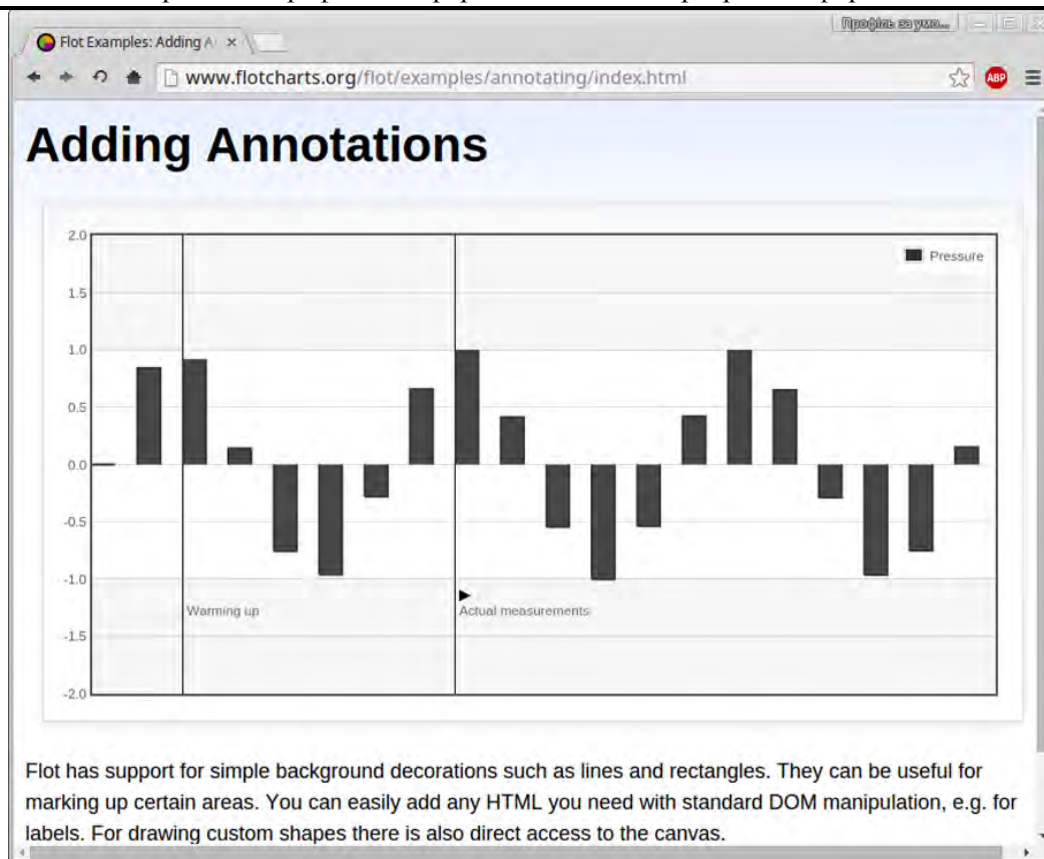 Профіль за умо...
Flot Examples: Adding A
www.flotcharts.org/flot/examples/annotating/index.html
ABP
Adding Annotations
2.0
Pressure
1.5
1.0
0.5
0.0
-0.5
-1.0
Warming up
Actual measurements
-1.5
-2.0
Flot has support for simple background decorations such as lines and rectangles. They can be useful for
marking up certain areas. You can easily add any HTML you need with standard DOM manipulation, e.g. for
labels. For drawing custom shapes there is also direct access to the canvas.